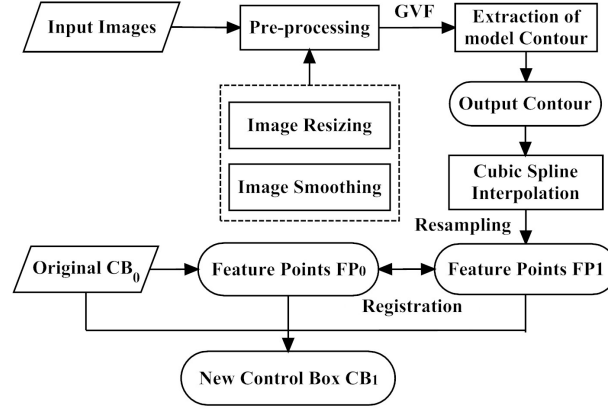 Input Images
Pre-processing
GVF
Extraction of
model Contour
Output Contour
Image Resizing
Image Smoothing
Cubic Spline
Interpolation
Resampling
Original CB0
Feature Points FP0
Feature Points FP1
Registration
New Control Box CB1